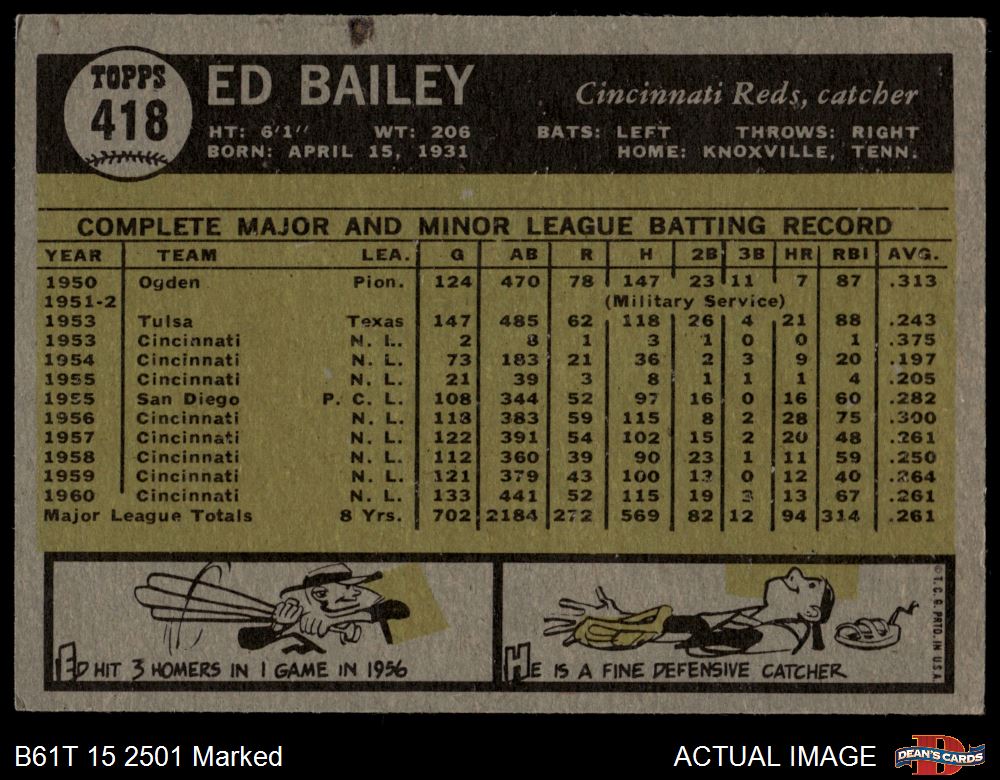 TOPPS
418
ED BAILEY
Cincinnati Reds, catcher
HT: 6'1" WT: 206 BATS: LEFT THROWS: RIGHT
BORN: APRIL 15, 1931 HOME: KNOXVILLE, TENN.
COMPLETE MAJOR AND MINOR LEAGUE BATTING RECORD
YEAR TEAM LEA. G AB R H 2B 3B HR RBI AVG.
1950 Ogden Pion. 124 470 78 147 23 11 7 87 .313
1951-2 (Military Service)
1953 Tulsa Texas 147 485 62 118 26 4 21 88 .243
1953 Cincinnati N. L. 2 8 1 3 1 0 0 1 .375
1954 Cincinnati N. L. 73 183 21 36 2 3 9 20 .197
1955 Cincinnati N. L. 21 39 3 8 1 1 1 4 .205
1955 San Diego P. C. L. 108 344 52 97 16 0 16 60 .282
1956 Cincinnati N. L. 118 383 59 115 8 2 28 75 .300
1957 Cincinnati N. L. 122 391 54 102 15 2 20 48 .261
1958 Cincinnati N. L. 112 360 39 90 23 1 11 59 .250
1959 Cincinnati N. L. 121 379 43 100 13 0 12 40 .264
1960 Cincinnati N. L. 133 441 52 115 19 3 13 67 .261
Major League Totals 8 Yrs. 702 2184 272 569 82 12 94 314 .261
ED HIT 3 HOMERS IN 1 GAME IN 1956
HE IS A FINE DEFENSIVE CATCHER
© T. C. G. PRTD. IN U.S.A.
B61T 15 2501 Marked
ACTUAL IMAGE
DEAN'S CARDS